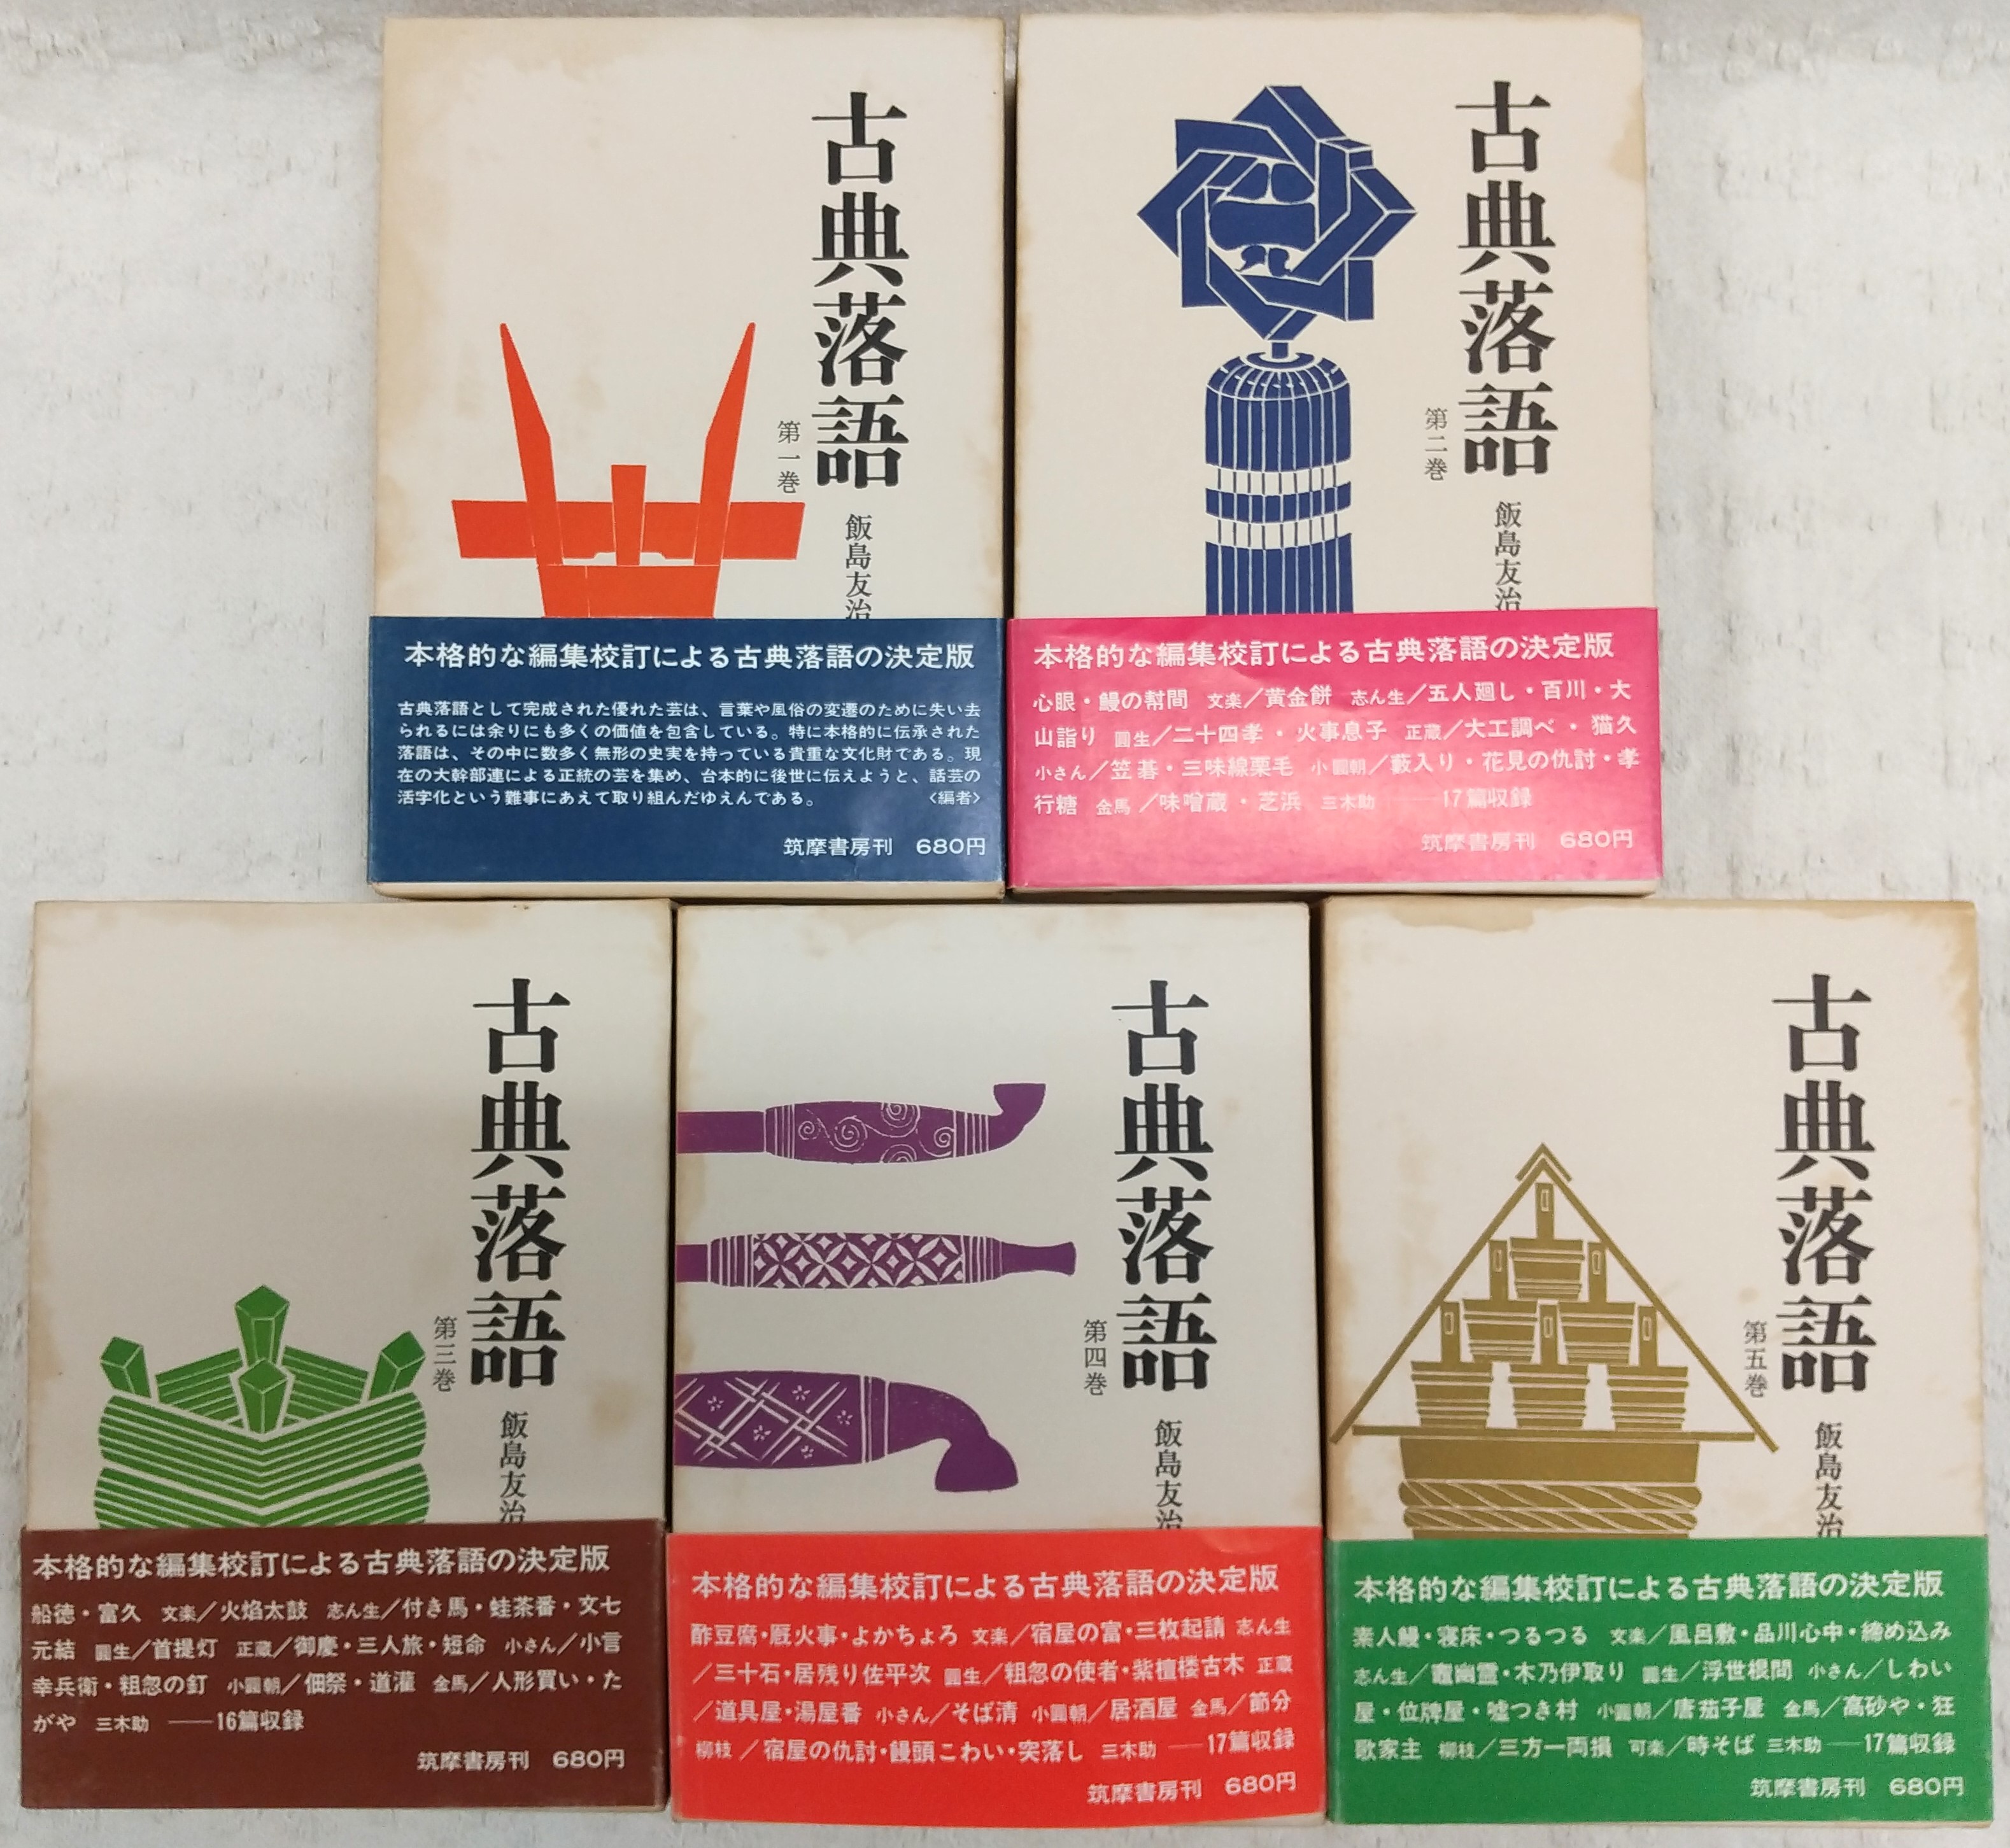 古典落語
第一巻
飯島友治
本格的な編集校訂による古典落語の決定版
古典落語として完成された優れた芸は、言葉や風俗の変遷のために失い去
られるには余りにも多くの価値を包含している。特に本格的に伝承された
落語は、その中に数多く無形の史実を持っている貴重な文化財である。現
在の大幹部連による正統の芸を集め、台本的に後世に伝えようと、話芸の
活字化という難事にあえて取り組んだゆえんである。 〈編者〉
筑摩書房刊 680円
古典落語
第二巻
飯島友治
本格的な編集校訂による古典落語の決定版
心眼・鰻の幇間 文楽／黄金餅 志ん生／五人廻し・百川・大
山詣り 圓生／二十四孝・火事息子 正蔵／大工調べ・猫久
小さん／笠碁・三味線栗毛 小圓朝／藪入り・花見の仇討・孝
行糖 金馬／味噌蔵・芝浜 三木助 ──17篇収録
筑摩書房刊 680円
古典落語
第三巻
飯島友治
本格的な編集校訂による古典落語の決定版
船徳・富久 文楽／火焰太鼓 志ん生／付き馬・蛙茶番・文七
元結 圓生／首提灯 正蔵／御慶・三人旅・短命 小さん／小言
幸兵衛・粗忽の釘 小圓朝／佃祭・道灌 金馬／人形買い・た
がや 三木助 ──16篇収録
筑摩書房刊 680円
古典落語
第四巻
飯島友治
本格的な編集校訂による古典落語の決定版
酢豆腐・厩火事・よかちょろ 文楽／宿屋の富・三枚起請 志ん生
／三十石・居残り佐平次 圓生／粗忽の使者・紫檀楼古木 正蔵
／道具屋・湯屋番 小さん／そば清 小圓朝／居酒屋 金馬／節分
柳枝／宿屋の仇討・饅頭こわい・突落し 三木助 ──17篇収録
筑摩書房刊 680円
古典落語
第五巻
飯島友治
本格的な編集校訂による古典落語の決定版
素人鰻・寝床・つるつる 文楽／風呂敷・品川心中・締め込み
志ん生／竈幽霊・木乃伊取り 圓生／浮世根問 小さん／しわい
屋・位牌屋・嘘つき村 小圓朝／唐茄子屋 金馬／高砂や・狂
歌家主 柳枝／三方一両損 可楽／時そば 三木助──17篇収録
筑摩書房刊 680円